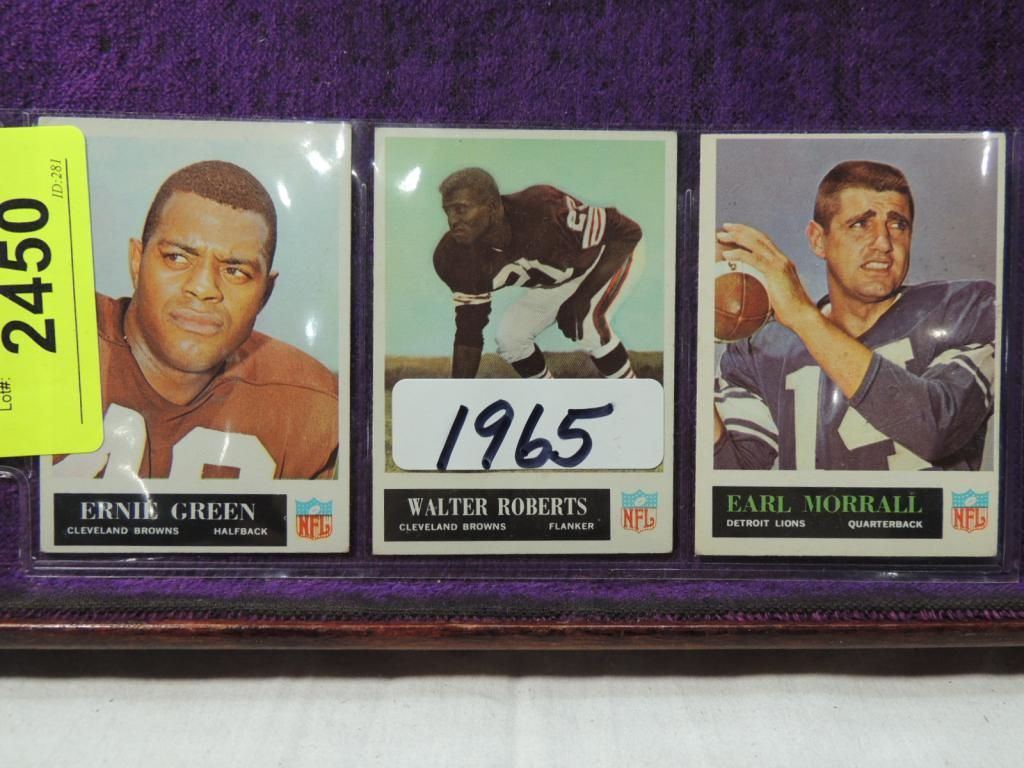 Lot#:
2450
ID:281
1965
14
ERNIE GREEN
CLEVELAND BROWNS HALFBACK
NFL
WALTER ROBERTS
CLEVELAND BROWNS FLANKER
NFL
EARL MORRALL
DETROIT LIONS QUARTERBACK
NFL